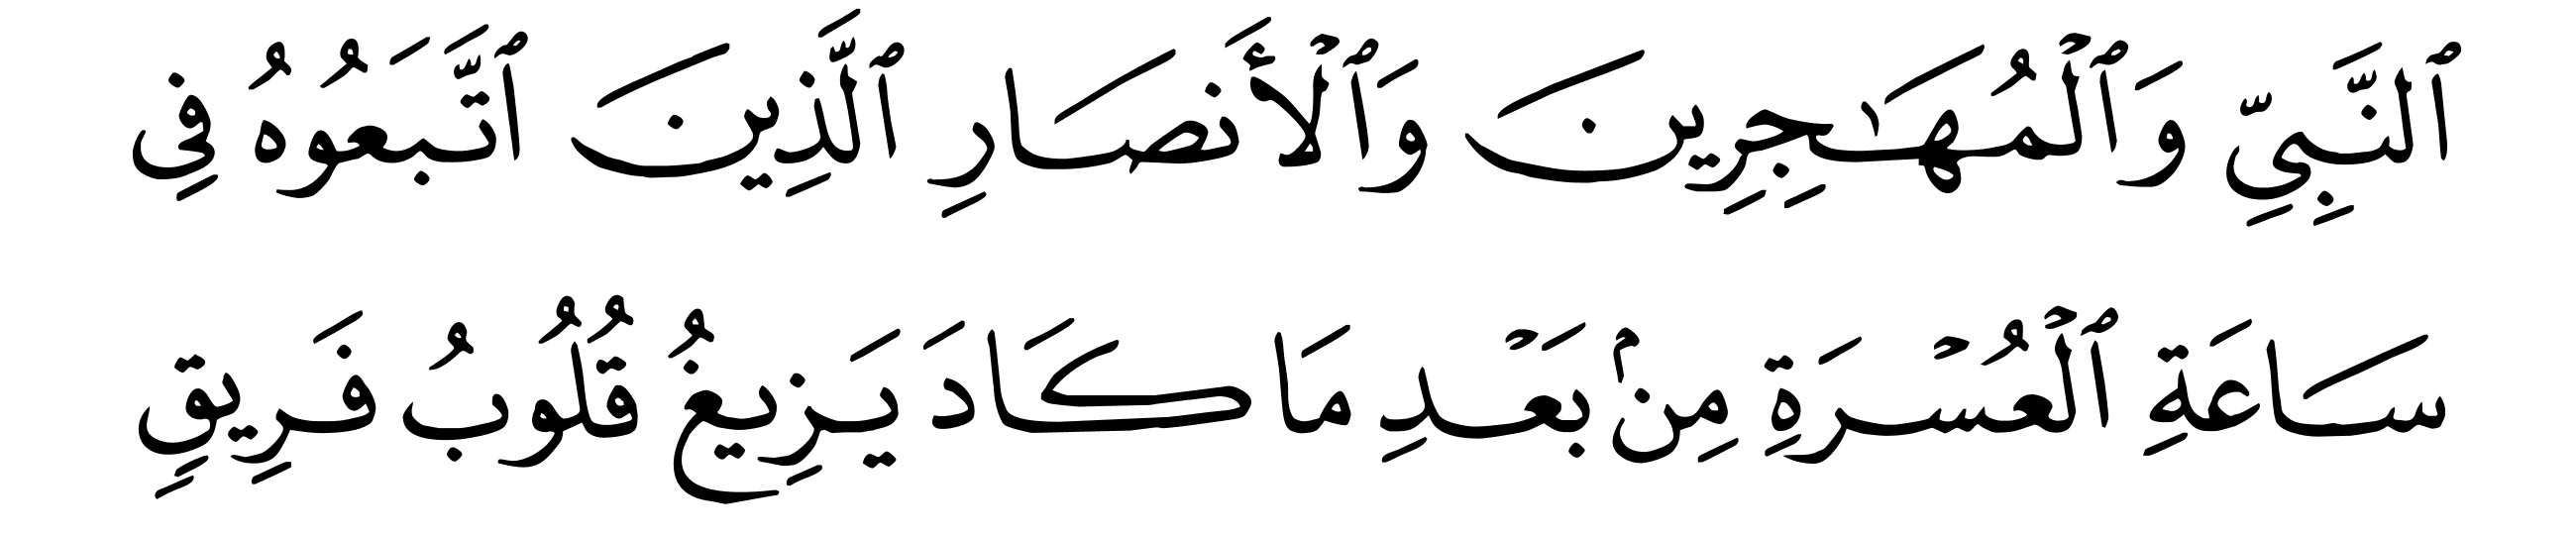 ٱلنَّبِيِّ وَٱلْمُهَـٰجِرِينَ وَٱلْأَنصَارِ ٱلَّذِينَ ٱتَّبَعُوهُ فِى
سَاعَةِ ٱلْعُسْرَةِ مِنۢ بَعْدِ مَا كَادَ يَزِيغُ قُلُوبُ فَرِيقٍ